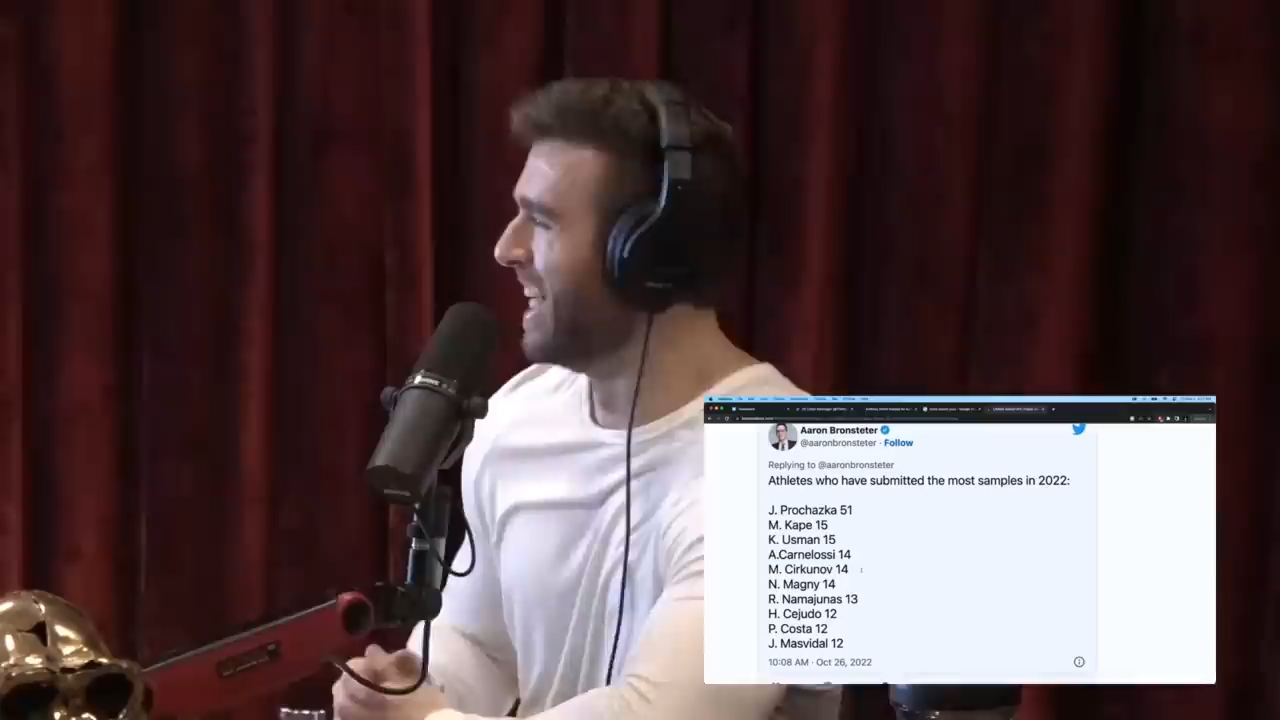 Aaron Bronsteter
@aaronbronsteter · Follow
Replying to @aaronbronsteter
Athletes who have submitted the most samples in 2022:
J. Prochazka 51
M. Kape 15
K. Usman 15
A.Carnelossi 14
M. Cirkunov 14
N. Magny 14
R. Namajunas 13
H. Cejudo 12
P. Costa 12
J. Masvidal 12
10:08 AM · Oct 26, 2022